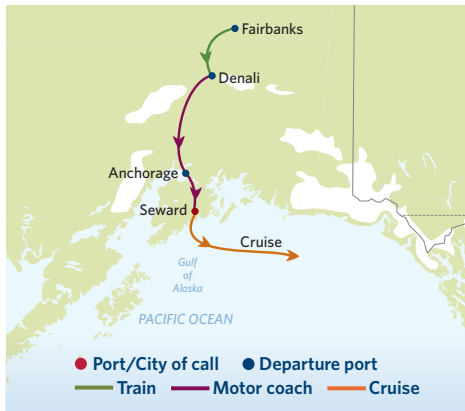 Fairbanks
Denali
Anchorage
Seward
Cruise
Gulf
of
Alaska
PACIFIC OCEAN
Port/City of call Departure port
Train Motor coach Cruise